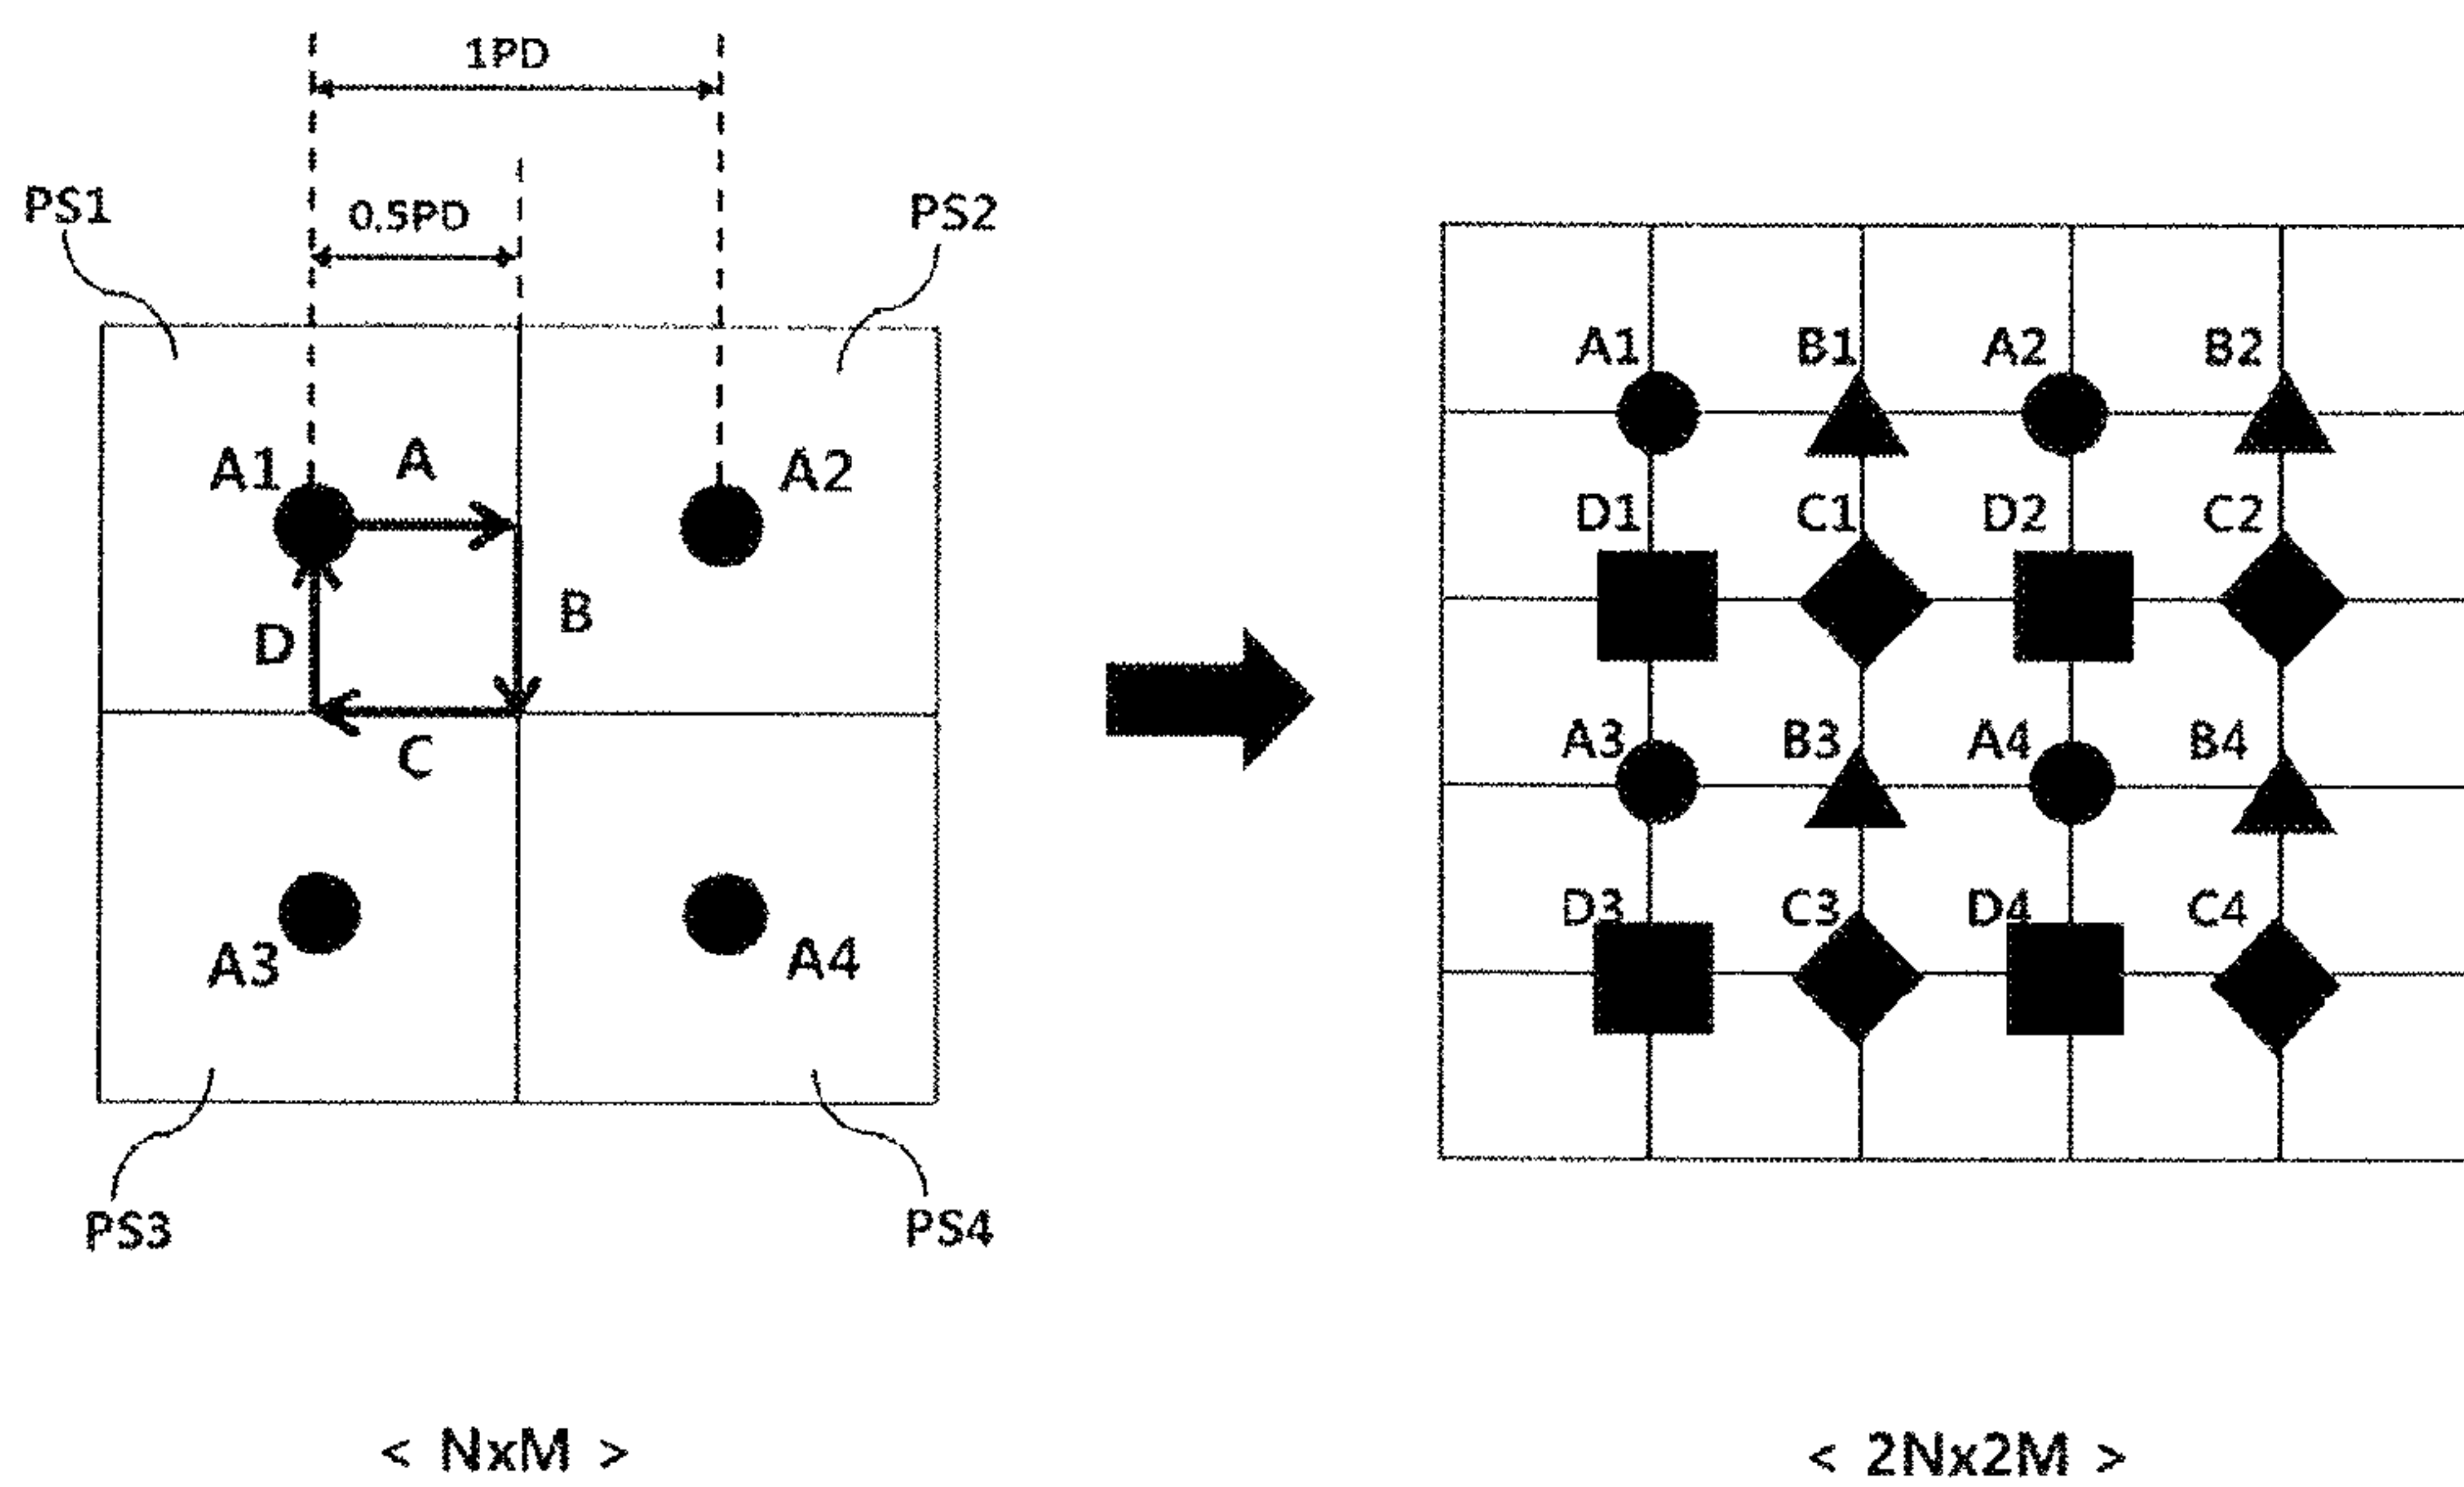 1PD
0.5PD
PS1
PS2
A1
A
A2
D
B
C
A3
A4
PS3
PS4
< NxM >
A1 B1 A2 B2
D1 C1 D2 C2
A3 B3 A4 B4
D3 C3 D4 C4
< 2Nx2M >